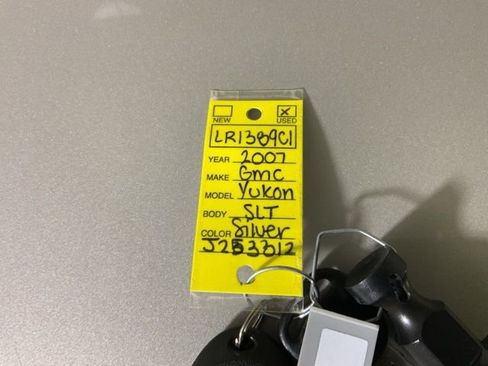 X
NEW USED
LR1389C1
YEAR 2007
MAKE Gmc
MODEL Yukon
BODY SLT
COLOR Silver
J253312